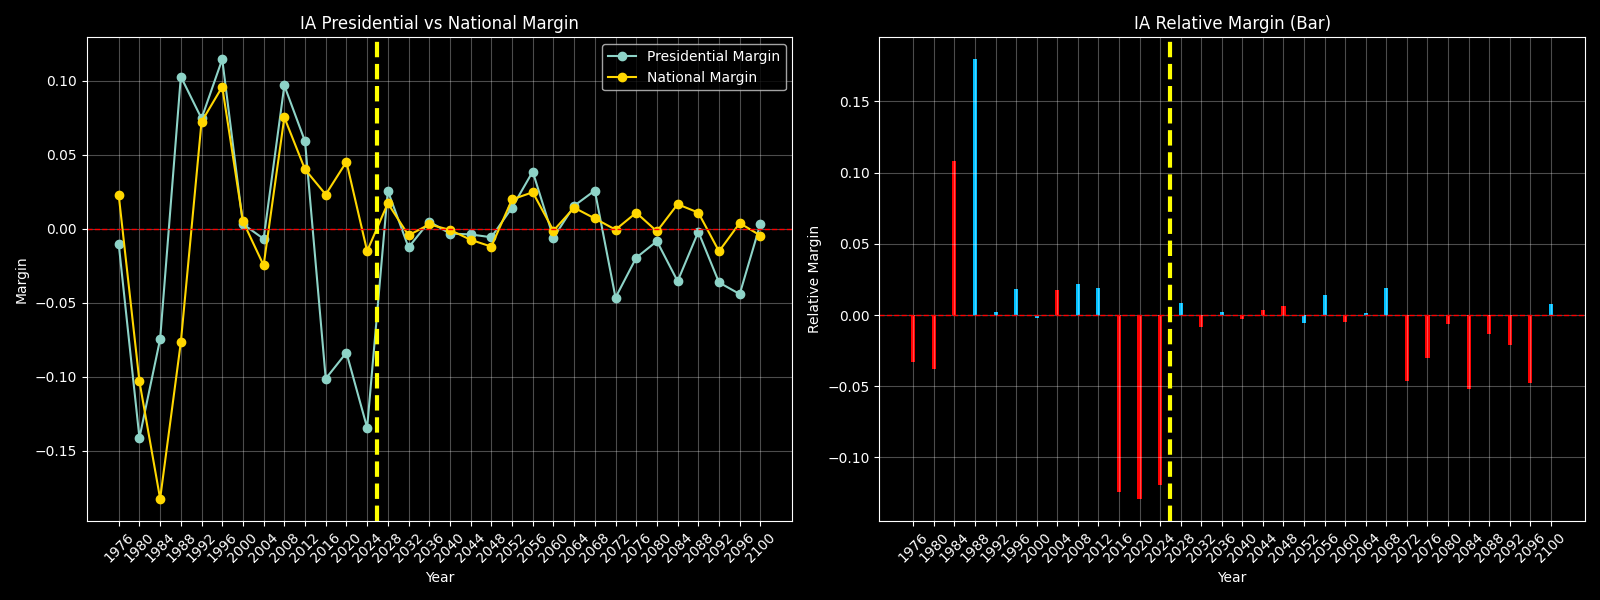 IA Presidential vs National Margin
Presidential Margin
National Margin
Margin
0.10
0.05
0.00
−0.05
−0.10
−0.15
1976 1980 1984 1988 1992 1996 2000 2004 2008 2012 2016 2020 2024 2028 2032 2036 2040 2044 2048 2052 2056 2060 2064 2068 2072 2076 2080 2084 2088 2092 2096 2100
Year
IA Relative Margin (Bar)
Relative Margin
0.15
0.10
0.05
0.00
−0.05
−0.10
1976 1980 1984 1988 1992 1996 2000 2004 2008 2012 2016 2020 2024 2028 2032 2036 2040 2044 2048 2052 2056 2060 2064 2068 2072 2076 2080 2084 2088 2092 2096 2100
Year